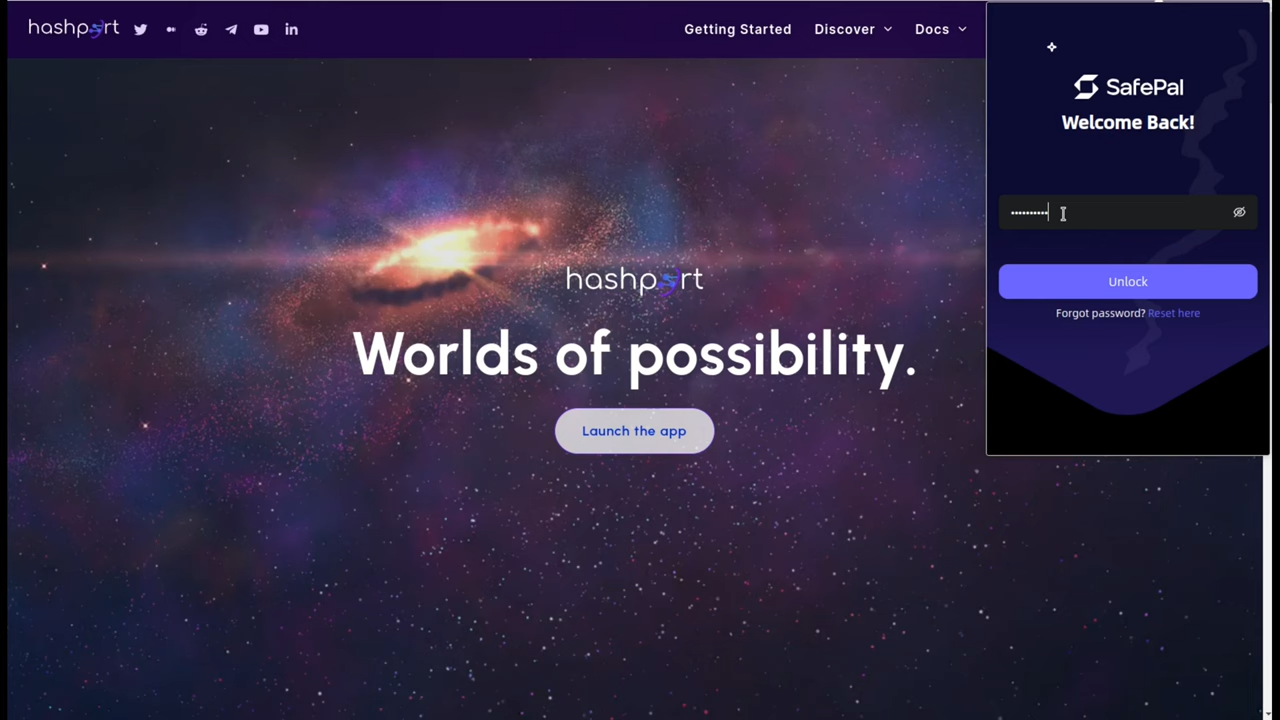 hashport
Getting Started
Discover
Docs
SafePal
Welcome Back!
Unlock
Forgot password? Reset here
hashport
Worlds of possibility.
Launch the app